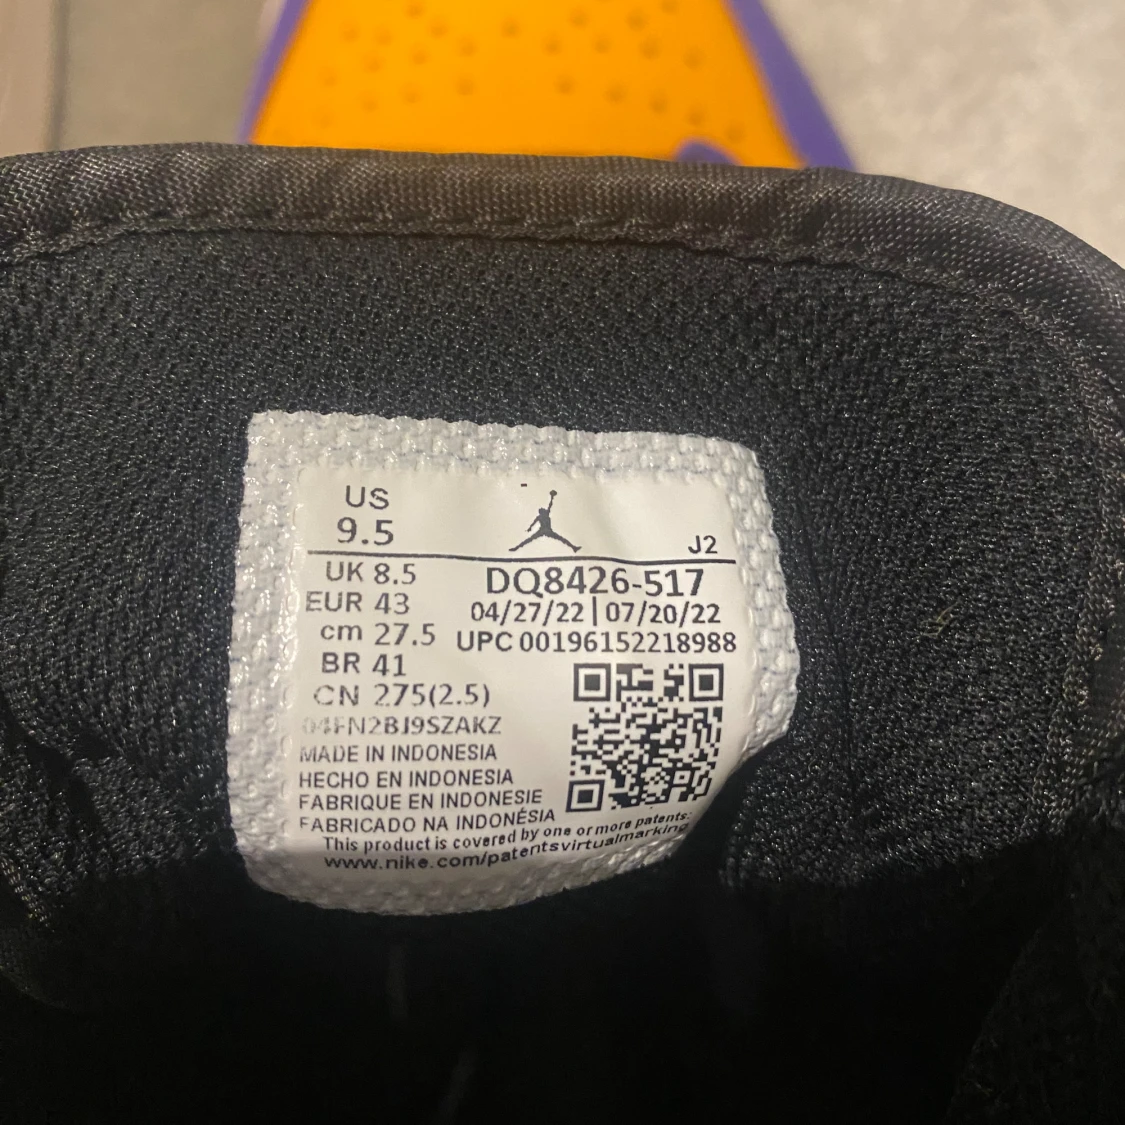 US
9.5
J2
UK 8.5
EUR 43
cm 27.5
BR 41
CN 275(2.5)
DQ8426-517
04/27/22|07/20/22
UPC 00196152218988
04FN2BJ9SZAKZ
MADE IN INDONESIA
HECHO EN INDONESIA
FABRIQUE EN INDONESIE
FABRICADO NA INDONÉSIA
This product is covered by one or more patents:
www.nike.com/patentsvirtualmarking